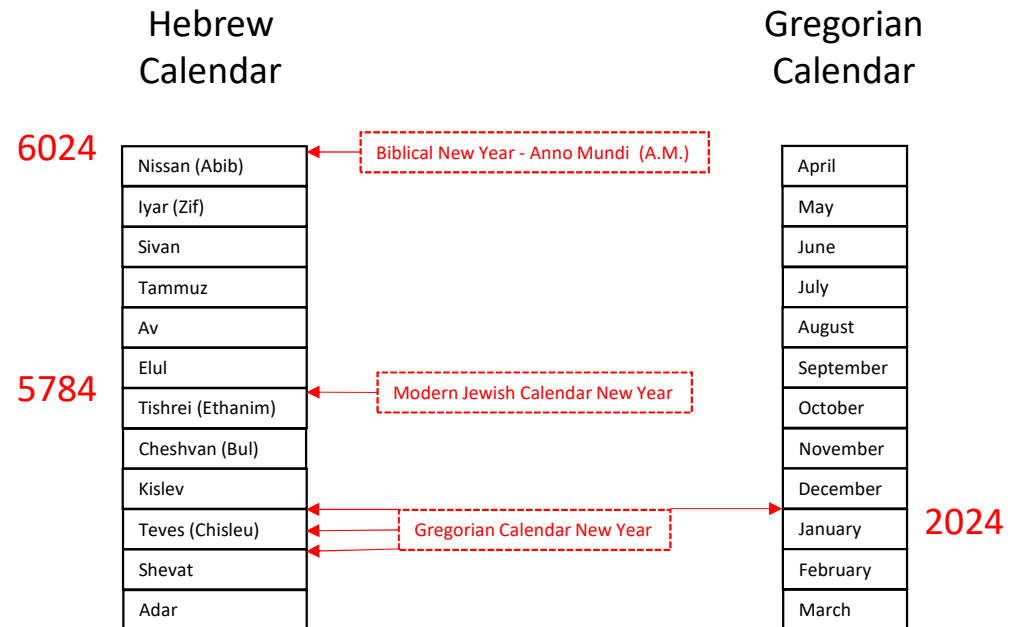 Hebrew
Calendar
Gregorian
Calendar
6024
Biblical New Year - Anno Mundi (A.M.)
Nissan (Abib)
April
Iyar (Zif)
May
Sivan
June
Tammuz
July
Av
August
Elul
September
5784
Modern Jewish Calendar New Year
Tishrei (Ethanim)
October
Cheshvan (Bul)
November
Kislev
December
Teves (Chisleu)
Gregorian Calendar New Year
January
2024
Shevat
February
Adar
March